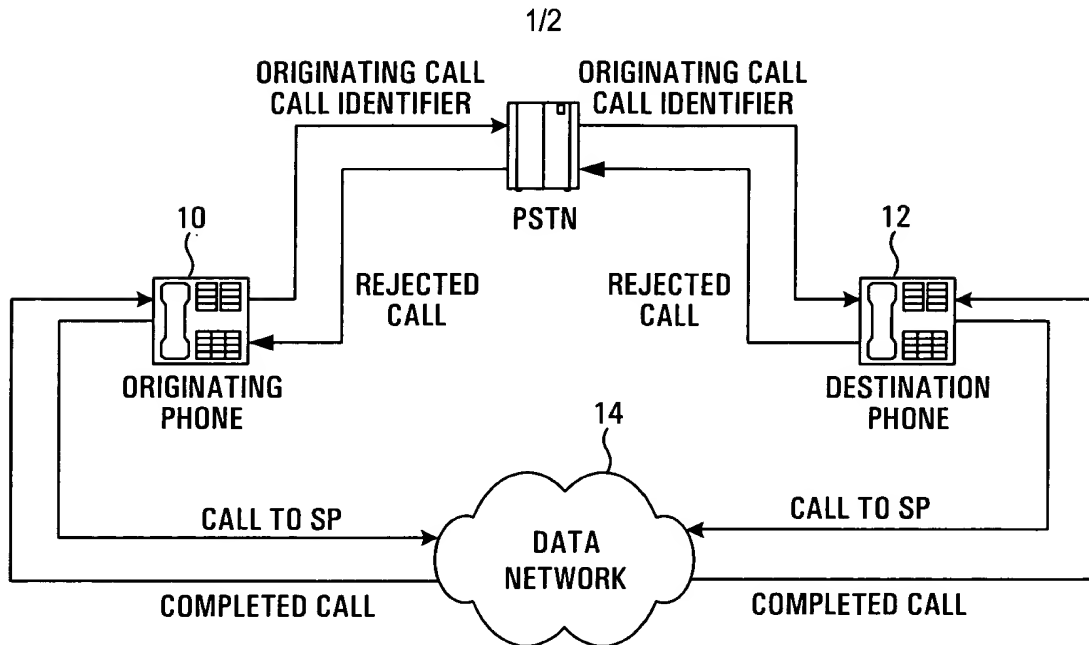 1/2
ORIGINATING CALL
CALL IDENTIFIER
ORIGINATING CALL
CALL IDENTIFIER
PSTN
10
12
REJECTED
CALL
REJECTED
CALL
ORIGINATING
PHONE
DESTINATION
PHONE
14
CALL TO SP
CALL TO SP
DATA
NETWORK
COMPLETED CALL
COMPLETED CALL